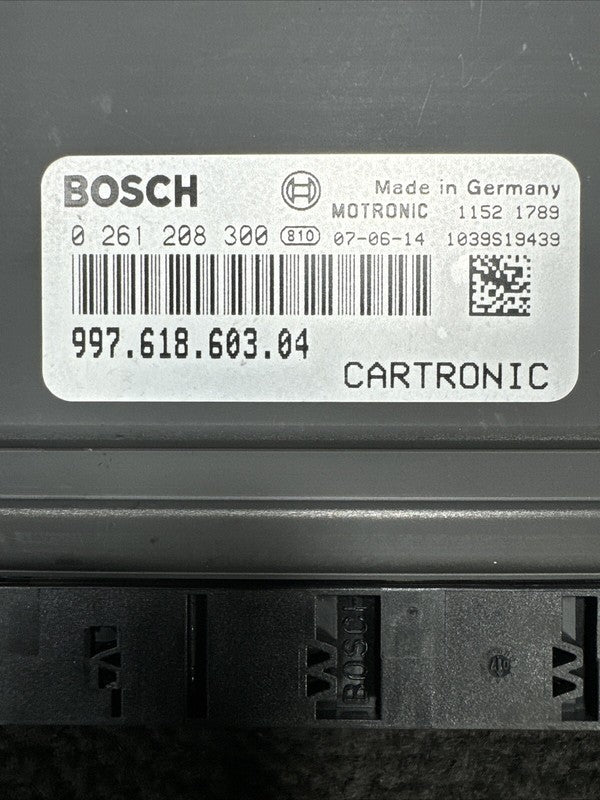 BOSCH
Made in Germany
MOTRONIC 1152 1789
0 261 208 300 810 07-06-14 1039S19439
997.618.603.04
CARTRONIC
BOSCH